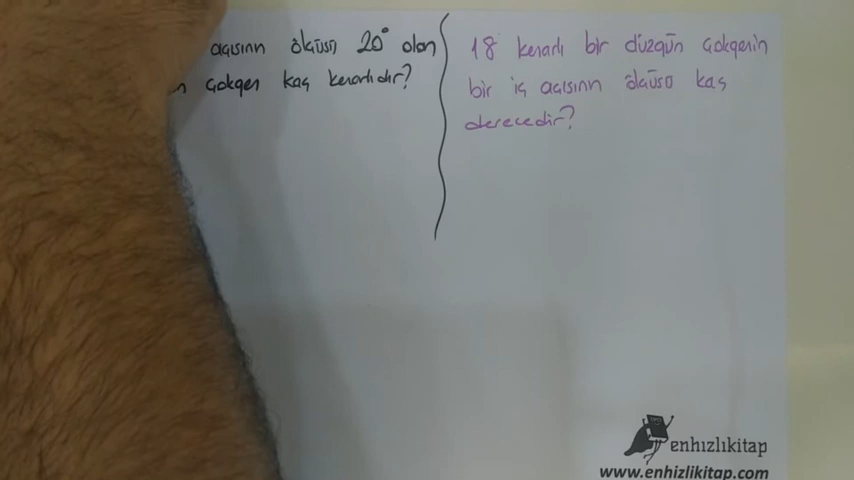 açısının ölçüsü 20° olan
çokgen kaç kenarlıdır?
18 kenarlı bir düzgün çokgenin
bir iç açısının ölçüsü kaç
derecedir?
enhızlıkitap
www.enhizlikitap.com